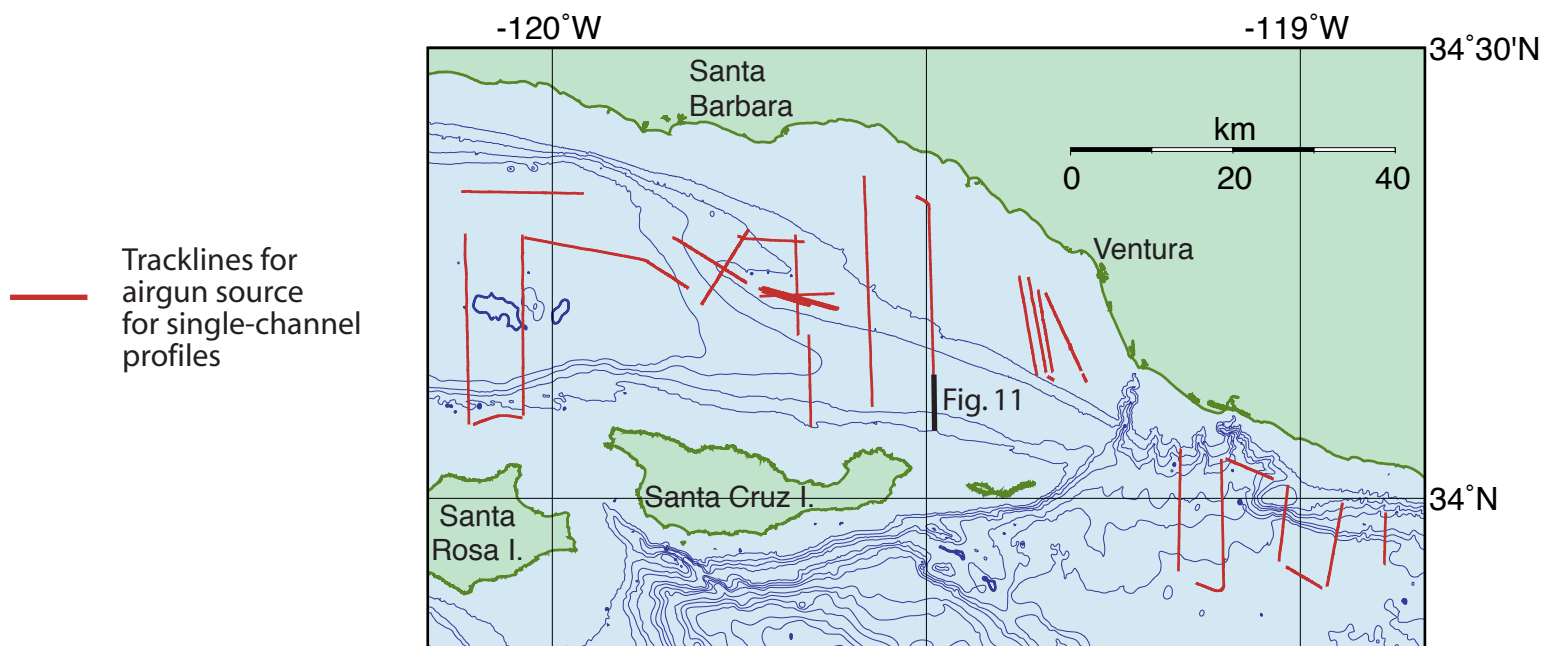 -120˚W
-119˚W
34˚30'N
Santa
Barbara
km
0
20
40
Ventura
Tracklines for
airgun source
for single-channel
profiles
Fig. 11
Santa Cruz I.
34˚N
Santa
Rosa I.